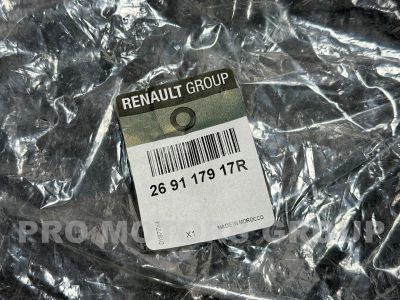 RENAULT GROUP
26 91 179 17R
X1
MADE IN MOROCCO
PRO MOTORS GROUP